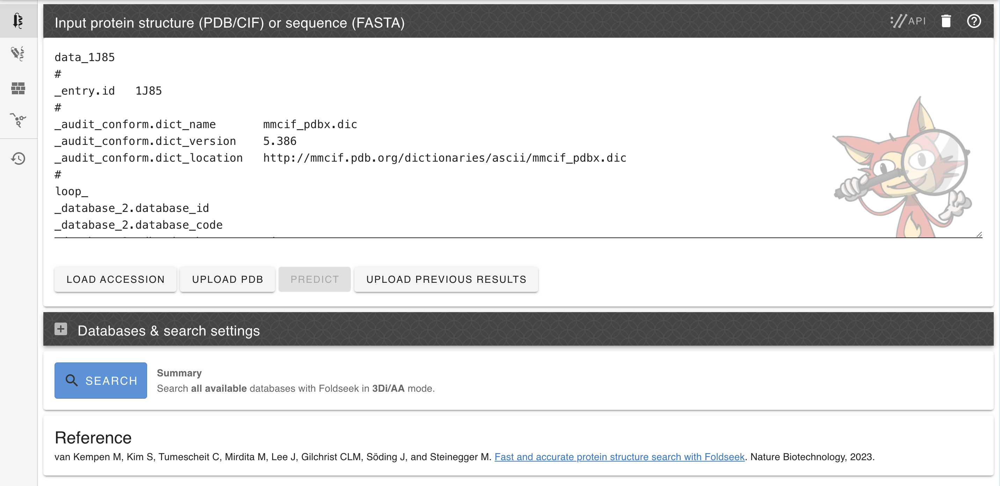 Input protein structure (PDB/CIF) or sequence (FASTA)
API
data_1J85
#
_entry.id   1J85
#
_audit_conform.dict_name       mmcif_pdbx.dic
_audit_conform.dict_version    5.386
_audit_conform.dict_location   http://mmcif.pdb.org/dictionaries/ascii/mmcif_pdbx.dic
#
loop_
_database_2.database_id
_database_2.database_code
LOAD ACCESSION
UPLOAD PDB
PREDICT
UPLOAD PREVIOUS RESULTS
Databases & search settings
SEARCH
Summary
Search all available databases with Foldseek in 3Di/AA mode.
Reference
van Kempen M, Kim S, Tumescheit C, Mirdita M, Lee J, Gilchrist CLM, Söding J, and Steinegger M. Fast and accurate protein structure search with Foldseek. Nature Biotechnology, 2023.